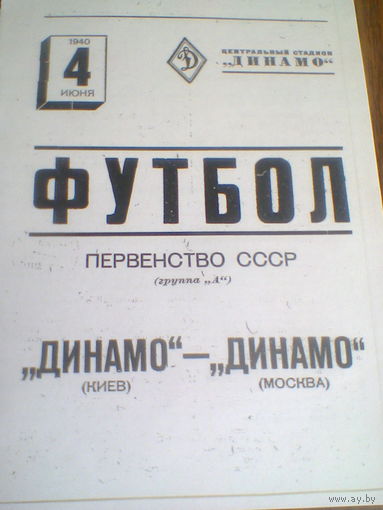 1940
4
ИЮНЯ
Д
ЦЕНТРАЛЬНЫЙ СТАДИОН
„ДИНАМО“
ФУТБОЛ
ПЕРВЕНСТВО СССР
(группа „А“)
„ДИНАМО“ — „ДИНАМО“
(КИЕВ) (МОСКВА)
www.ay.by